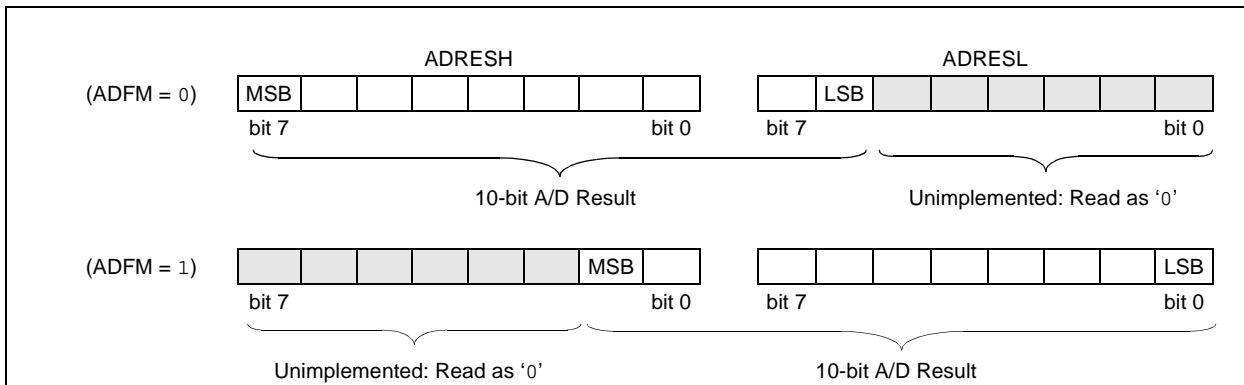 ADRESH ADRESL
(ADFM = 0) MSB LSB
bit 7 bit 0 bit 7 bit 0
10-bit A/D Result Unimplemented: Read as ‘0’
(ADFM = 1) MSB LSB
bit 7 bit 0 bit 7 bit 0
Unimplemented: Read as ‘0’ 10-bit A/D Result